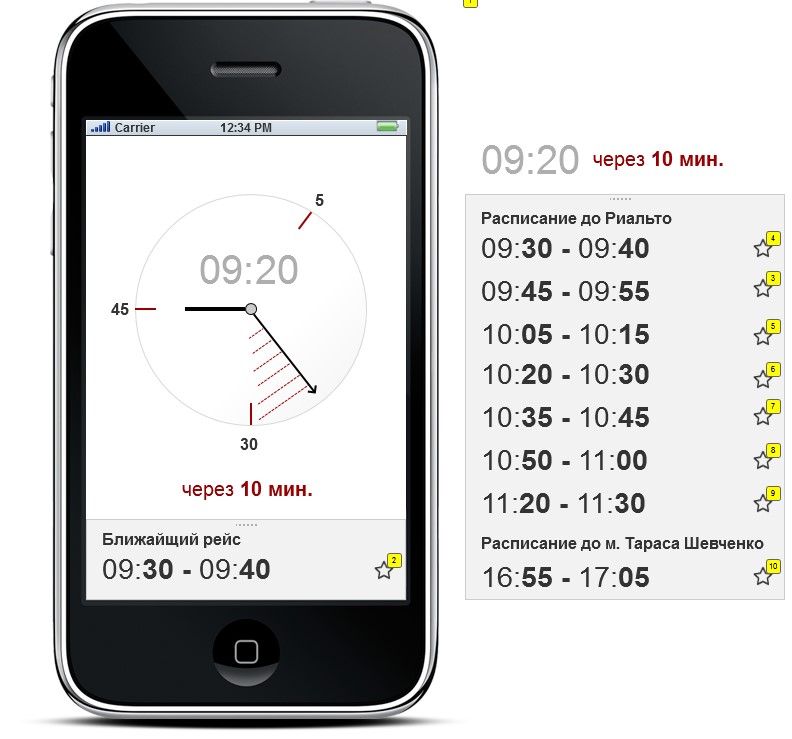 Carrier
12:34 PM
5
09:20
45
30
через 10 мин.
Ближайщий рейс
09:30 - 09:40
2
09:20 через 10 мин.
Расписание до Риальто
09:30 - 09:40
4
09:45 - 09:55
3
10:05 - 10:15
5
10:20 - 10:30
6
10:35 - 10:45
7
10:50 - 11:00
8
11:20 - 11:30
9
Расписание до м. Тараса Шевченко
16:55 - 17:05
10